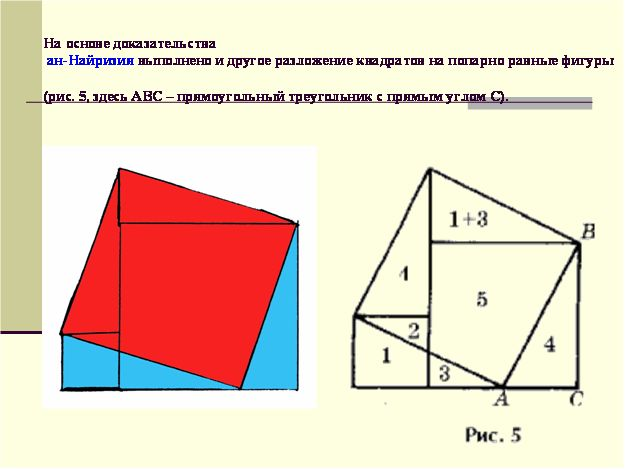 На основе доказательства
ан-Найризия выполнено и другое разложение квадратов на попарно равные фигуры
(рис. 5, здесь ABC – прямоугольный треугольник с прямым углом C).
1+3
B
4
5
2
1
4
3
A
C
Рис. 5